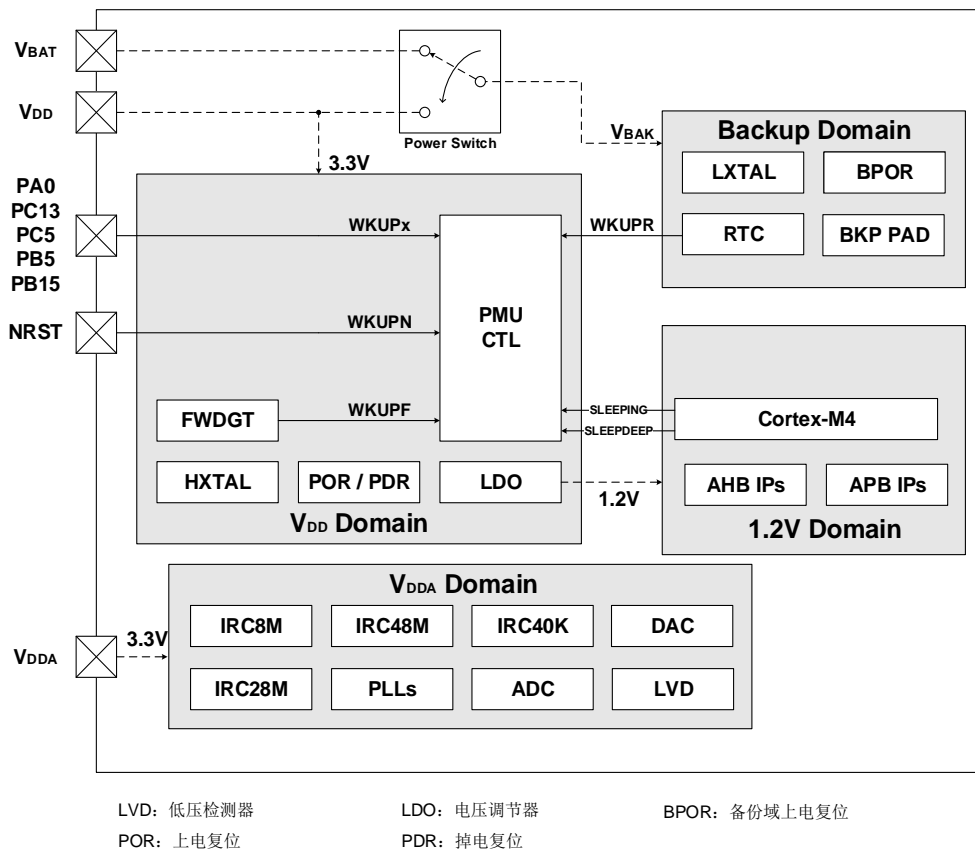 VBAT
VDD
Power Switch
3.3V
VBAK
Backup Domain
LXTAL
BPOR
RTC
BKP PAD
PA0
PC13
PC5
PB5
PB15
WKUPx
WKUPR
PMU
CTL
NRST
WKUPN
FWDGT
WKUPF
SLEEPING
SLEEPDEEP
Cortex-M4
HXTAL
POR / PDR
LDO
1.2V
AHB IPs
APB IPs
VDD Domain
1.2V Domain
VDDA Domain
VDDA
3.3V
IRC8M
IRC48M
IRC40K
DAC
IRC28M
PLLs
ADC
LVD
LVD：低压检测器
LDO：电压调节器
BPOR：备份域上电复位
POR：上电复位
PDR：掉电复位